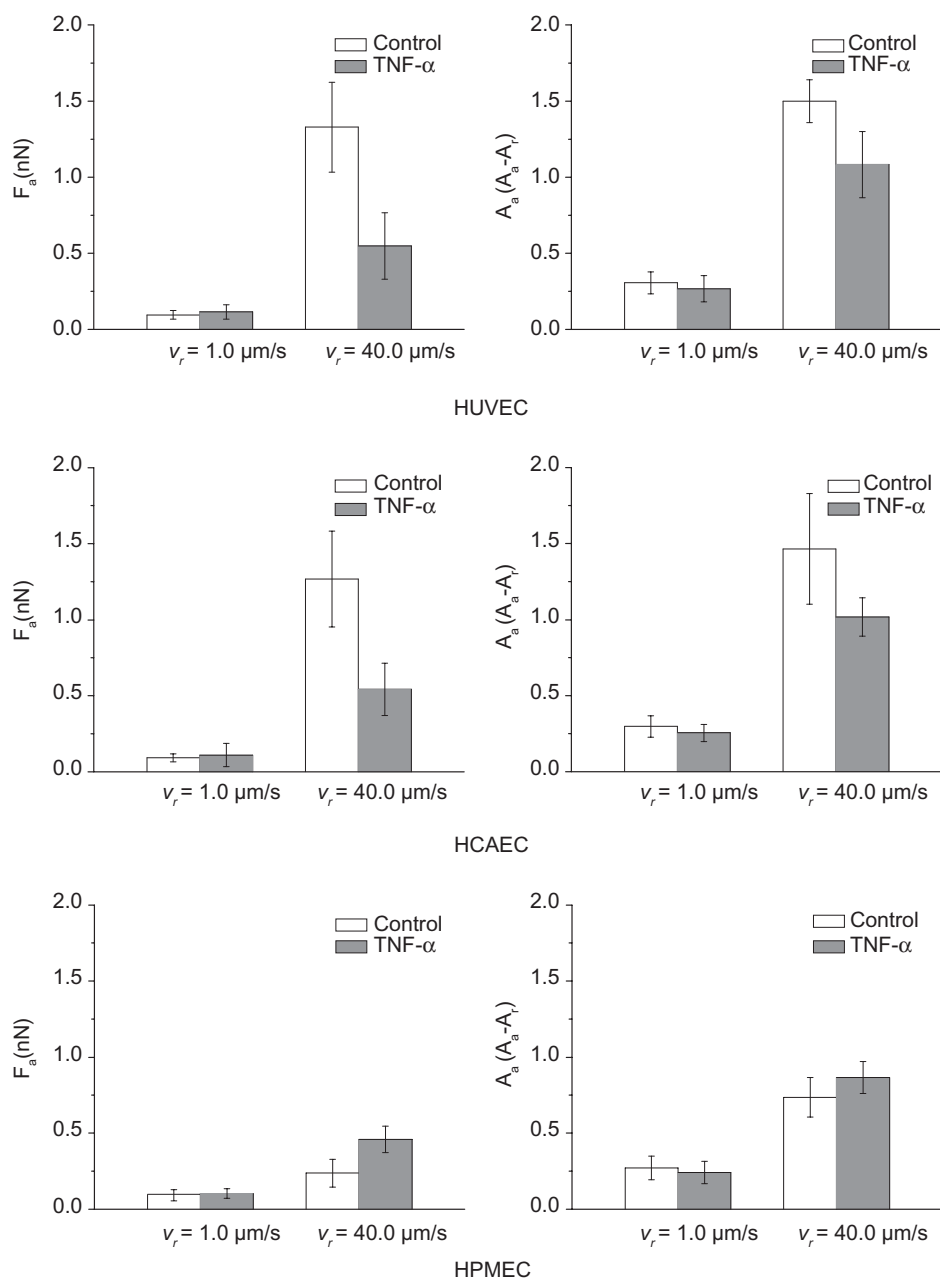 2.0
1.5
1.0
0.5
0.0
F_a(nN)
Control
TNF-α
v_r = 1.0 µm/s
v_r = 40.0 µm/s
2.0
1.5
1.0
0.5
0.0
A_a (A_a-A_r)
Control
TNF-α
v_r = 1.0 µm/s
v_r = 40.0 µm/s
HUVEC
2.0
1.5
1.0
0.5
0.0
F_a(nN)
Control
TNF-α
v_r = 1.0 µm/s
v_r = 40.0 µm/s
2.0
1.5
1.0
0.5
0.0
A_a (A_a-A_r)
Control
TNF-α
v_r = 1.0 µm/s
v_r = 40.0 µm/s
HCAEC
2.0
1.5
1.0
0.5
0.0
F_a(nN)
Control
TNF-α
v_r = 1.0 µm/s
v_r = 40.0 µm/s
2.0
1.5
1.0
0.5
0.0
A_a (A_a-A_r)
Control
TNF-α
v_r = 1.0 µm/s
v_r = 40.0 µm/s
HPMEC